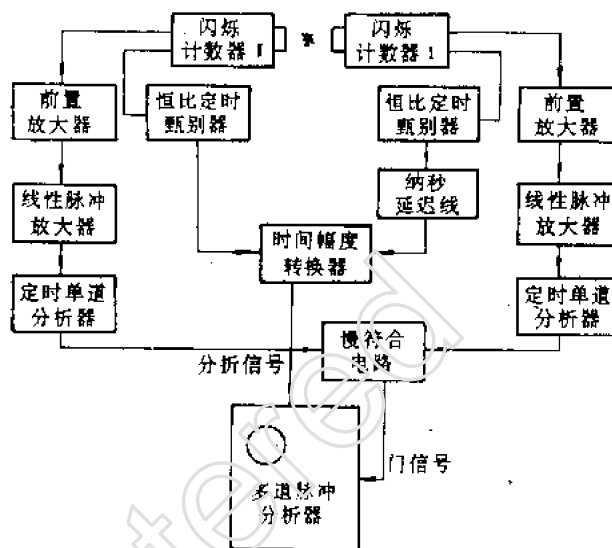 闪烁
计数器 I
闪烁
计数器 1
前置
放大器
恒比定时
甄别器
恒比定时
甄别器
前置
放大器
线性脉冲
放大器
纳秒
延迟线
线性脉冲
放大器
时间幅度
转换器
定时单道
分析器
定时单道
分析器
慢符合
电路
分折信号
门信号
多道脉冲
分析器
tered